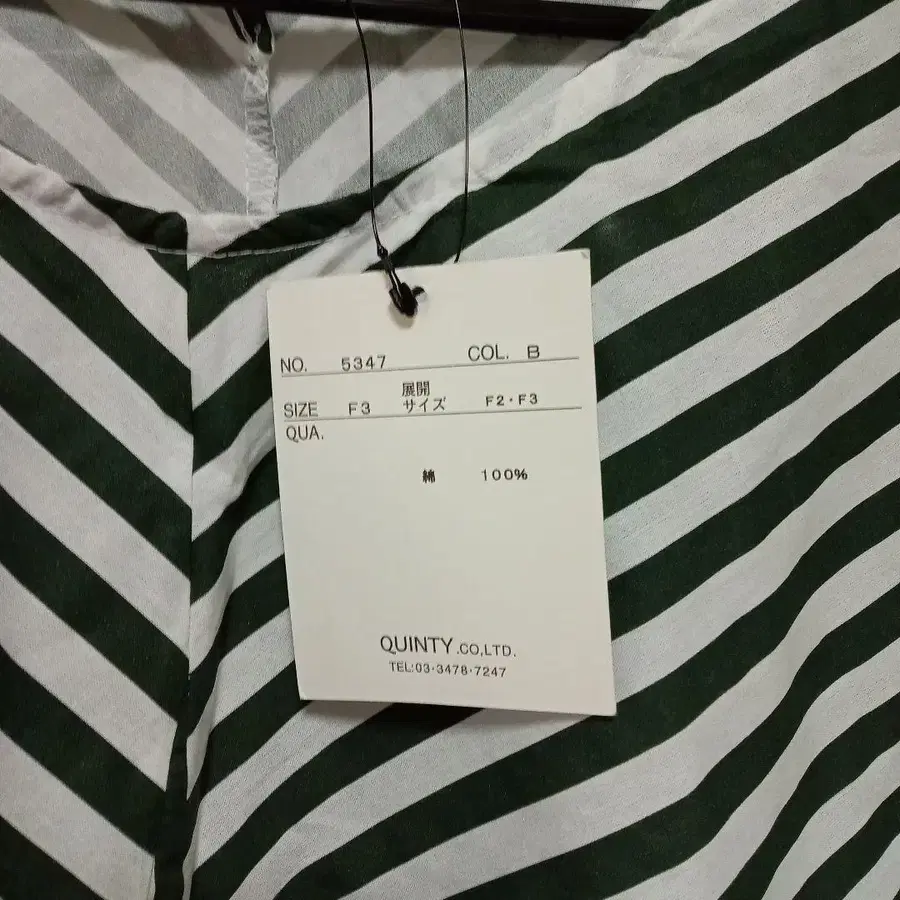 NO. 5347 COL. B
展開
SIZE F3 サイズ F2・F3
QUA.
綿 100%
QUINTY.CO,LTD.
TEL:03-3478-7247